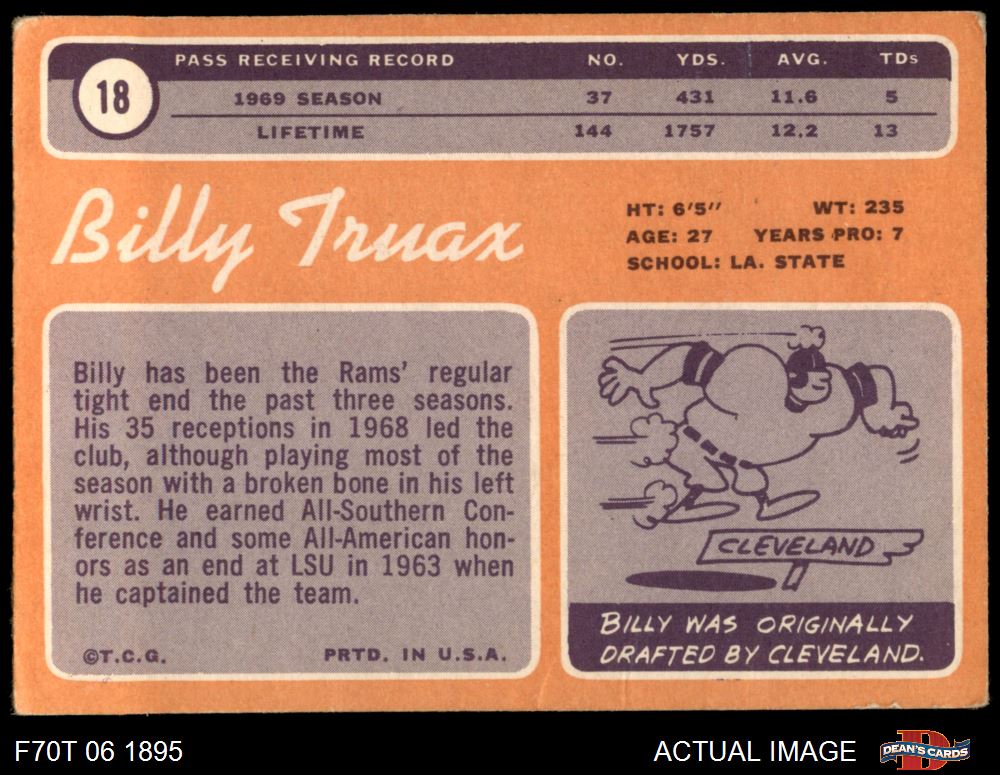 PASS RECEIVING RECORD NO. YDS. AVG. TDs
18
1969 SEASON 37 431 11.6 5
LIFETIME 144 1757 12.2 13
Billy Truax
HT: 6'5" WT: 235
AGE: 27 YEARS PRO: 7
SCHOOL: LA. STATE
Billy has been the Rams' regular
tight end the past three seasons.
His 35 receptions in 1968 led the
club, although playing most of the
season with a broken bone in his left
wrist. He earned All-Southern Con-
ference and some All-American hon-
ors as an end at LSU in 1963 when
he captained the team.
©T.C.G. PRTD. IN U.S.A.
CLEVELAND
BILLY WAS ORIGINALLY
DRAFTED BY CLEVELAND.
F70T 06 1895 ACTUAL IMAGE D DEAN'S CARDS